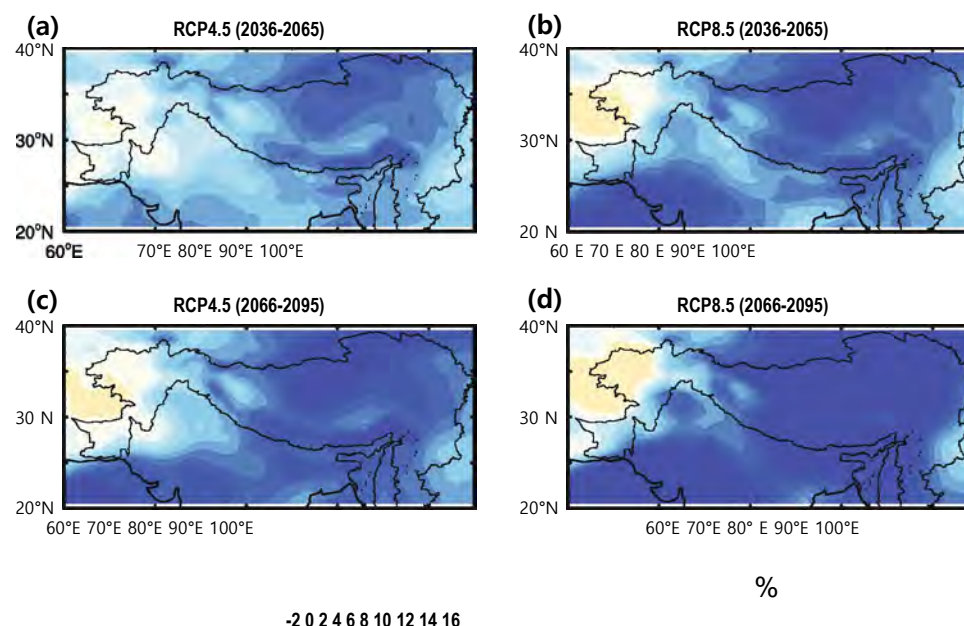 (a) RCP4.5 (2036-2065)
40°N
30°N
20°N
60°E 70°E 80°E 90°E 100°E
(b) RCP8.5 (2036-2065)
40°N
30°N
20 N
60 E 70 E 80 E 90°E 100°E
(c) RCP4.5 (2066-2095)
40°N
30 N
20°N
60°E 70°E 80°E 90°E 100°E
(d) RCP8.5 (2066-2095)
40°N
30 N
20°N
60°E 70°E 80°E 90°E 100°E
%
-2 0 2 4 6 8 10 12 14 16